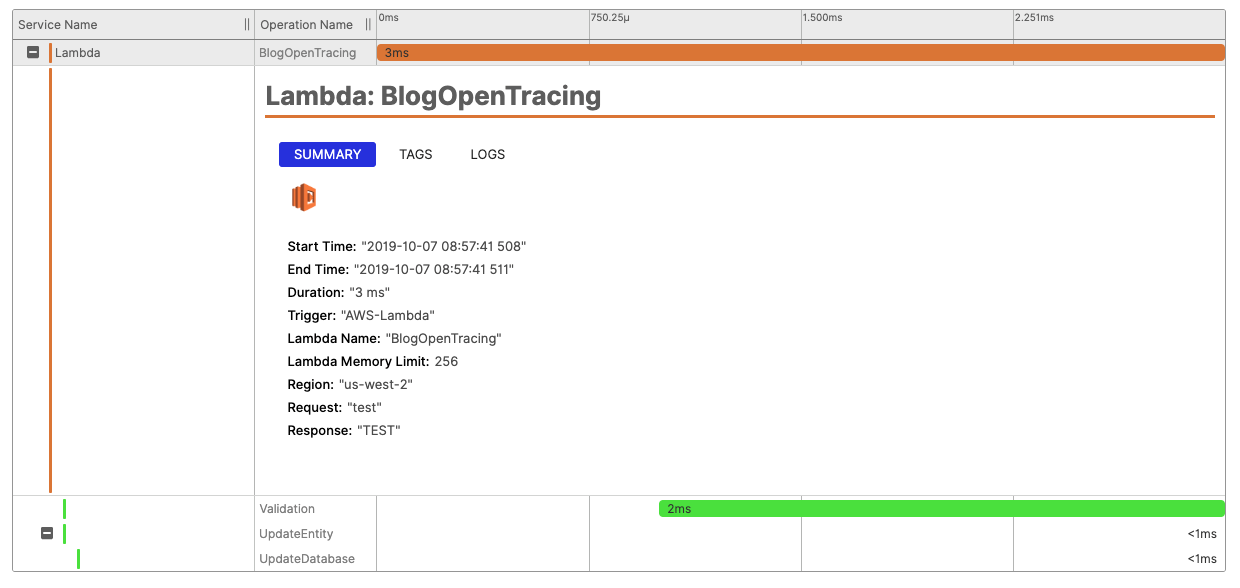 Service Name || Operation Name || 0ms 750.25µ 1.500ms 2.251ms
Lambda BlogOpenTracing 3ms
Lambda: BlogOpenTracing
SUMMARY TAGS LOGS
Start Time: "2019-10-07 08:57:41 508"
End Time: "2019-10-07 08:57:41 511"
Duration: "3 ms"
Trigger: "AWS-Lambda"
Lambda Name: "BlogOpenTracing"
Lambda Memory Limit: 256
Region: "us-west-2"
Request: "test"
Response: "TEST"
Validation 2ms
UpdateEntity <1ms
UpdateDatabase <1ms